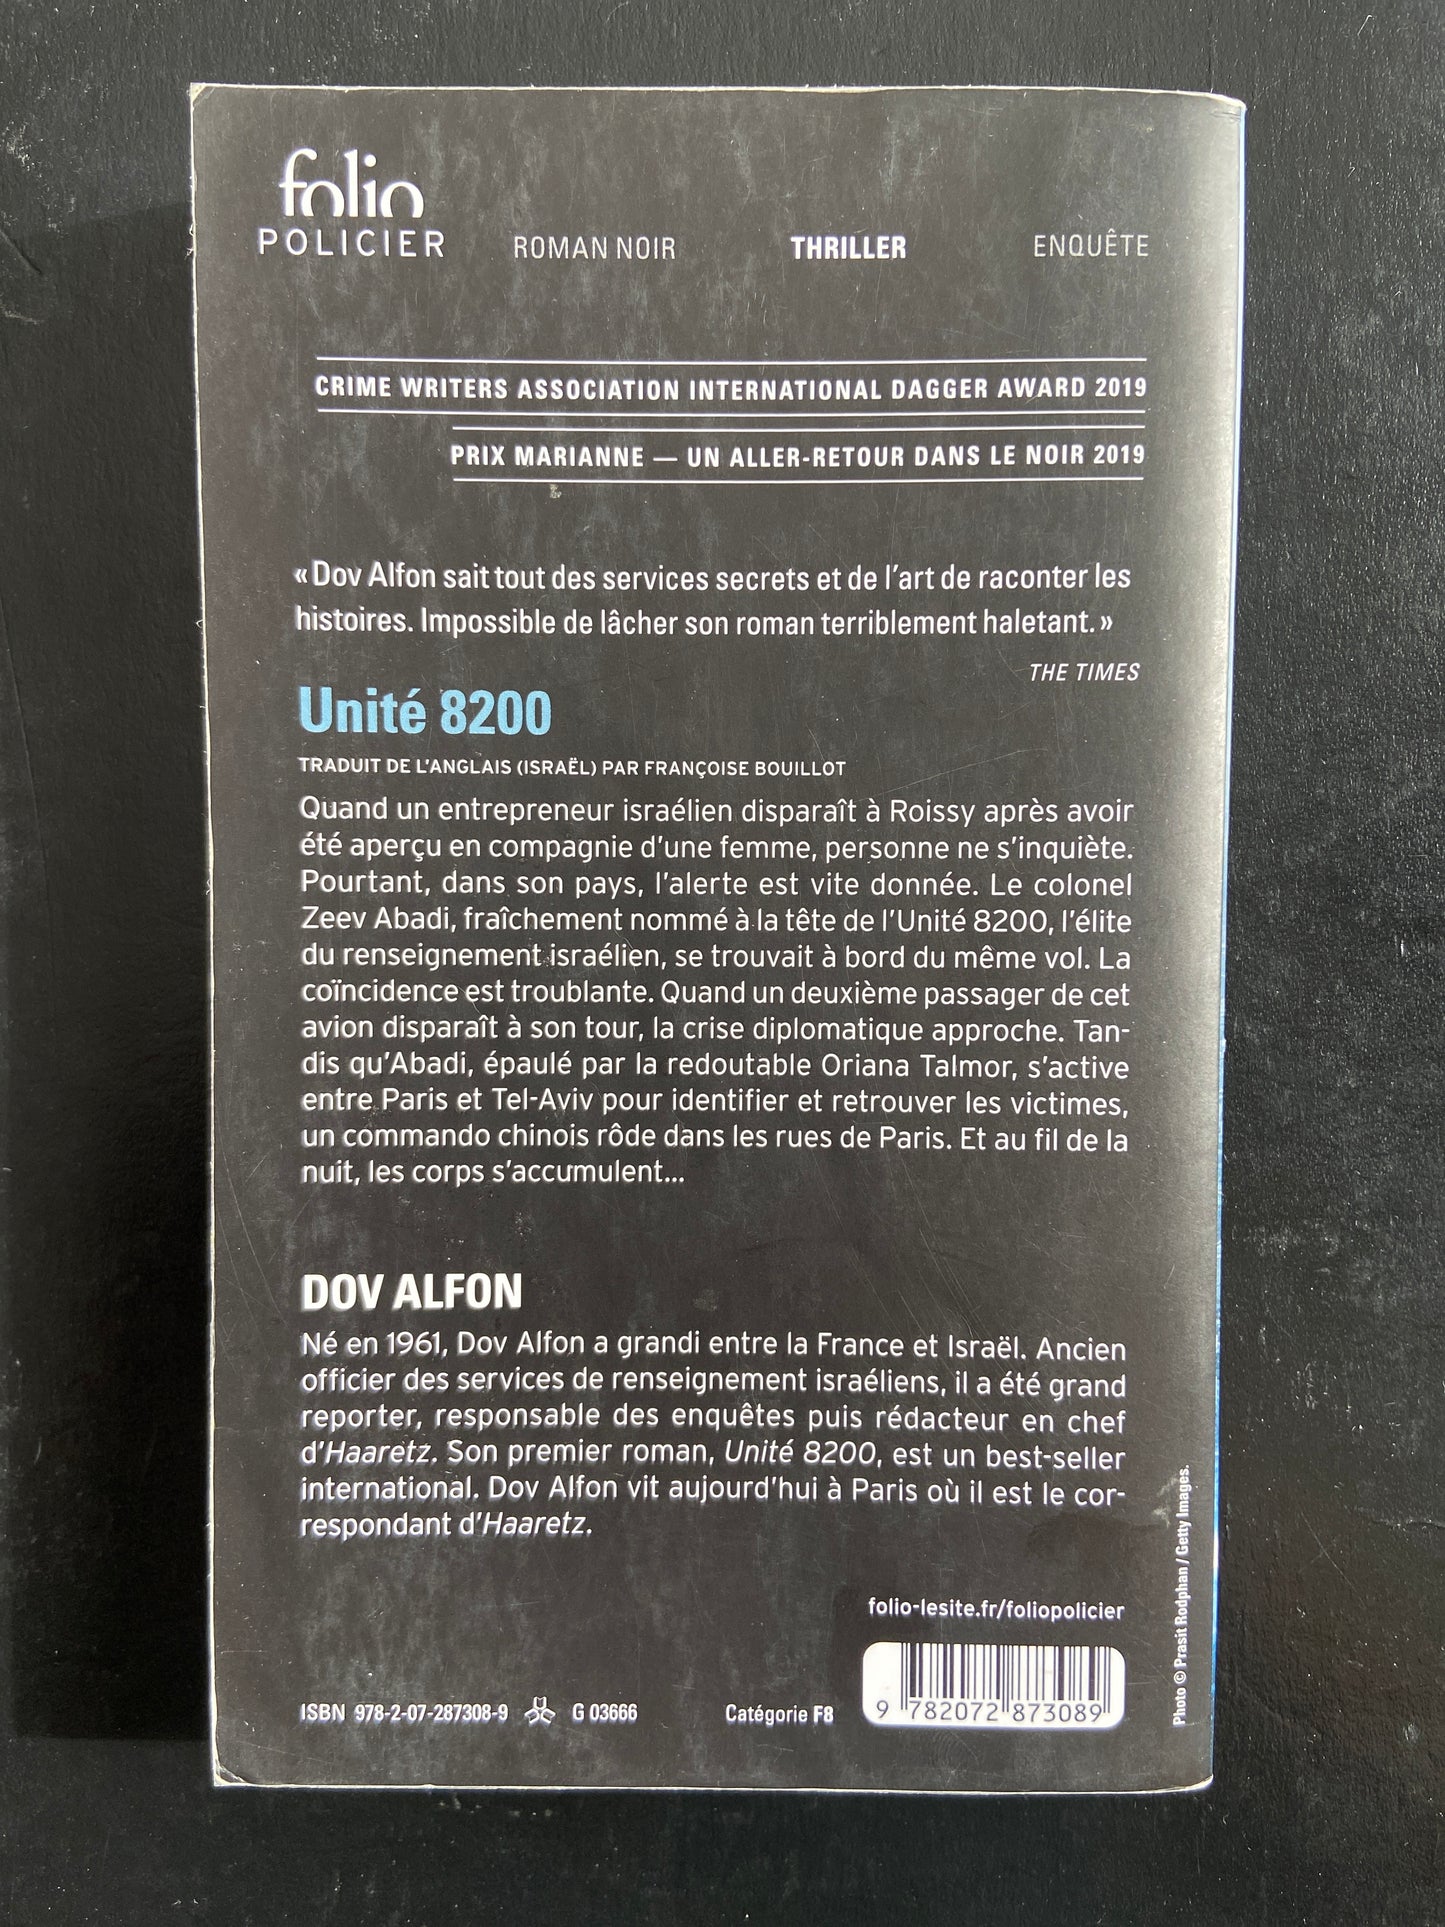 folio
POLICIER ROMAN NOIR THRILLER ENQUÊTE
CRIME WRITERS ASSOCIATION INTERNATIONAL DAGGER AWARD 2019
PRIX MARIANNE — UN ALLER-RETOUR DANS LE NOIR 2019
« Dov Alfon sait tout des services secrets et de l'art de raconter les
histoires. Impossible de lâcher son roman terriblement haletant. »
THE TIMES
Unité 8200
TRADUIT DE L'ANGLAIS (ISRAËL) PAR FRANÇOISE BOUILLOT
Quand un entrepreneur israélien disparaît à Roissy après avoir
été aperçu en compagnie d'une femme, personne ne s'inquiète.
Pourtant, dans son pays, l'alerte est vite donnée. Le colonel
Zeev Abadi, fraîchement nommé à la tête de l'Unité 8200, l'élite
du renseignement israélien, se trouvait à bord du même vol. La
coïncidence est troublante. Quand un deuxième passager de cet
avion disparaît à son tour, la crise diplomatique approche. Tan-
dis qu'Abadi, épaulé par la redoutable Oriana Talmor, s'active
entre Paris et Tel-Aviv pour identifier et retrouver les victimes,
un commando chinois rôde dans les rues de Paris. Et au fil de la
nuit, les corps s'accumulent...
DOV ALFON
Né en 1961, Dov Alfon a grandi entre la France et Israël. Ancien
officier des services de renseignement israéliens, il a été grand
reporter, responsable des enquêtes puis rédacteur en chef
d'Haaretz. Son premier roman, Unité 8200, est un best-seller
international. Dov Alfon vit aujourd'hui à Paris où il est le cor-
respondant d'Haaretz.
folio-lesite.fr/foliopolicier
ISBN 978-2-07-287308-9 G 03666 Catégorie F8
9 782072 873089
Photo © Prasit Rodphan / Getty Images.